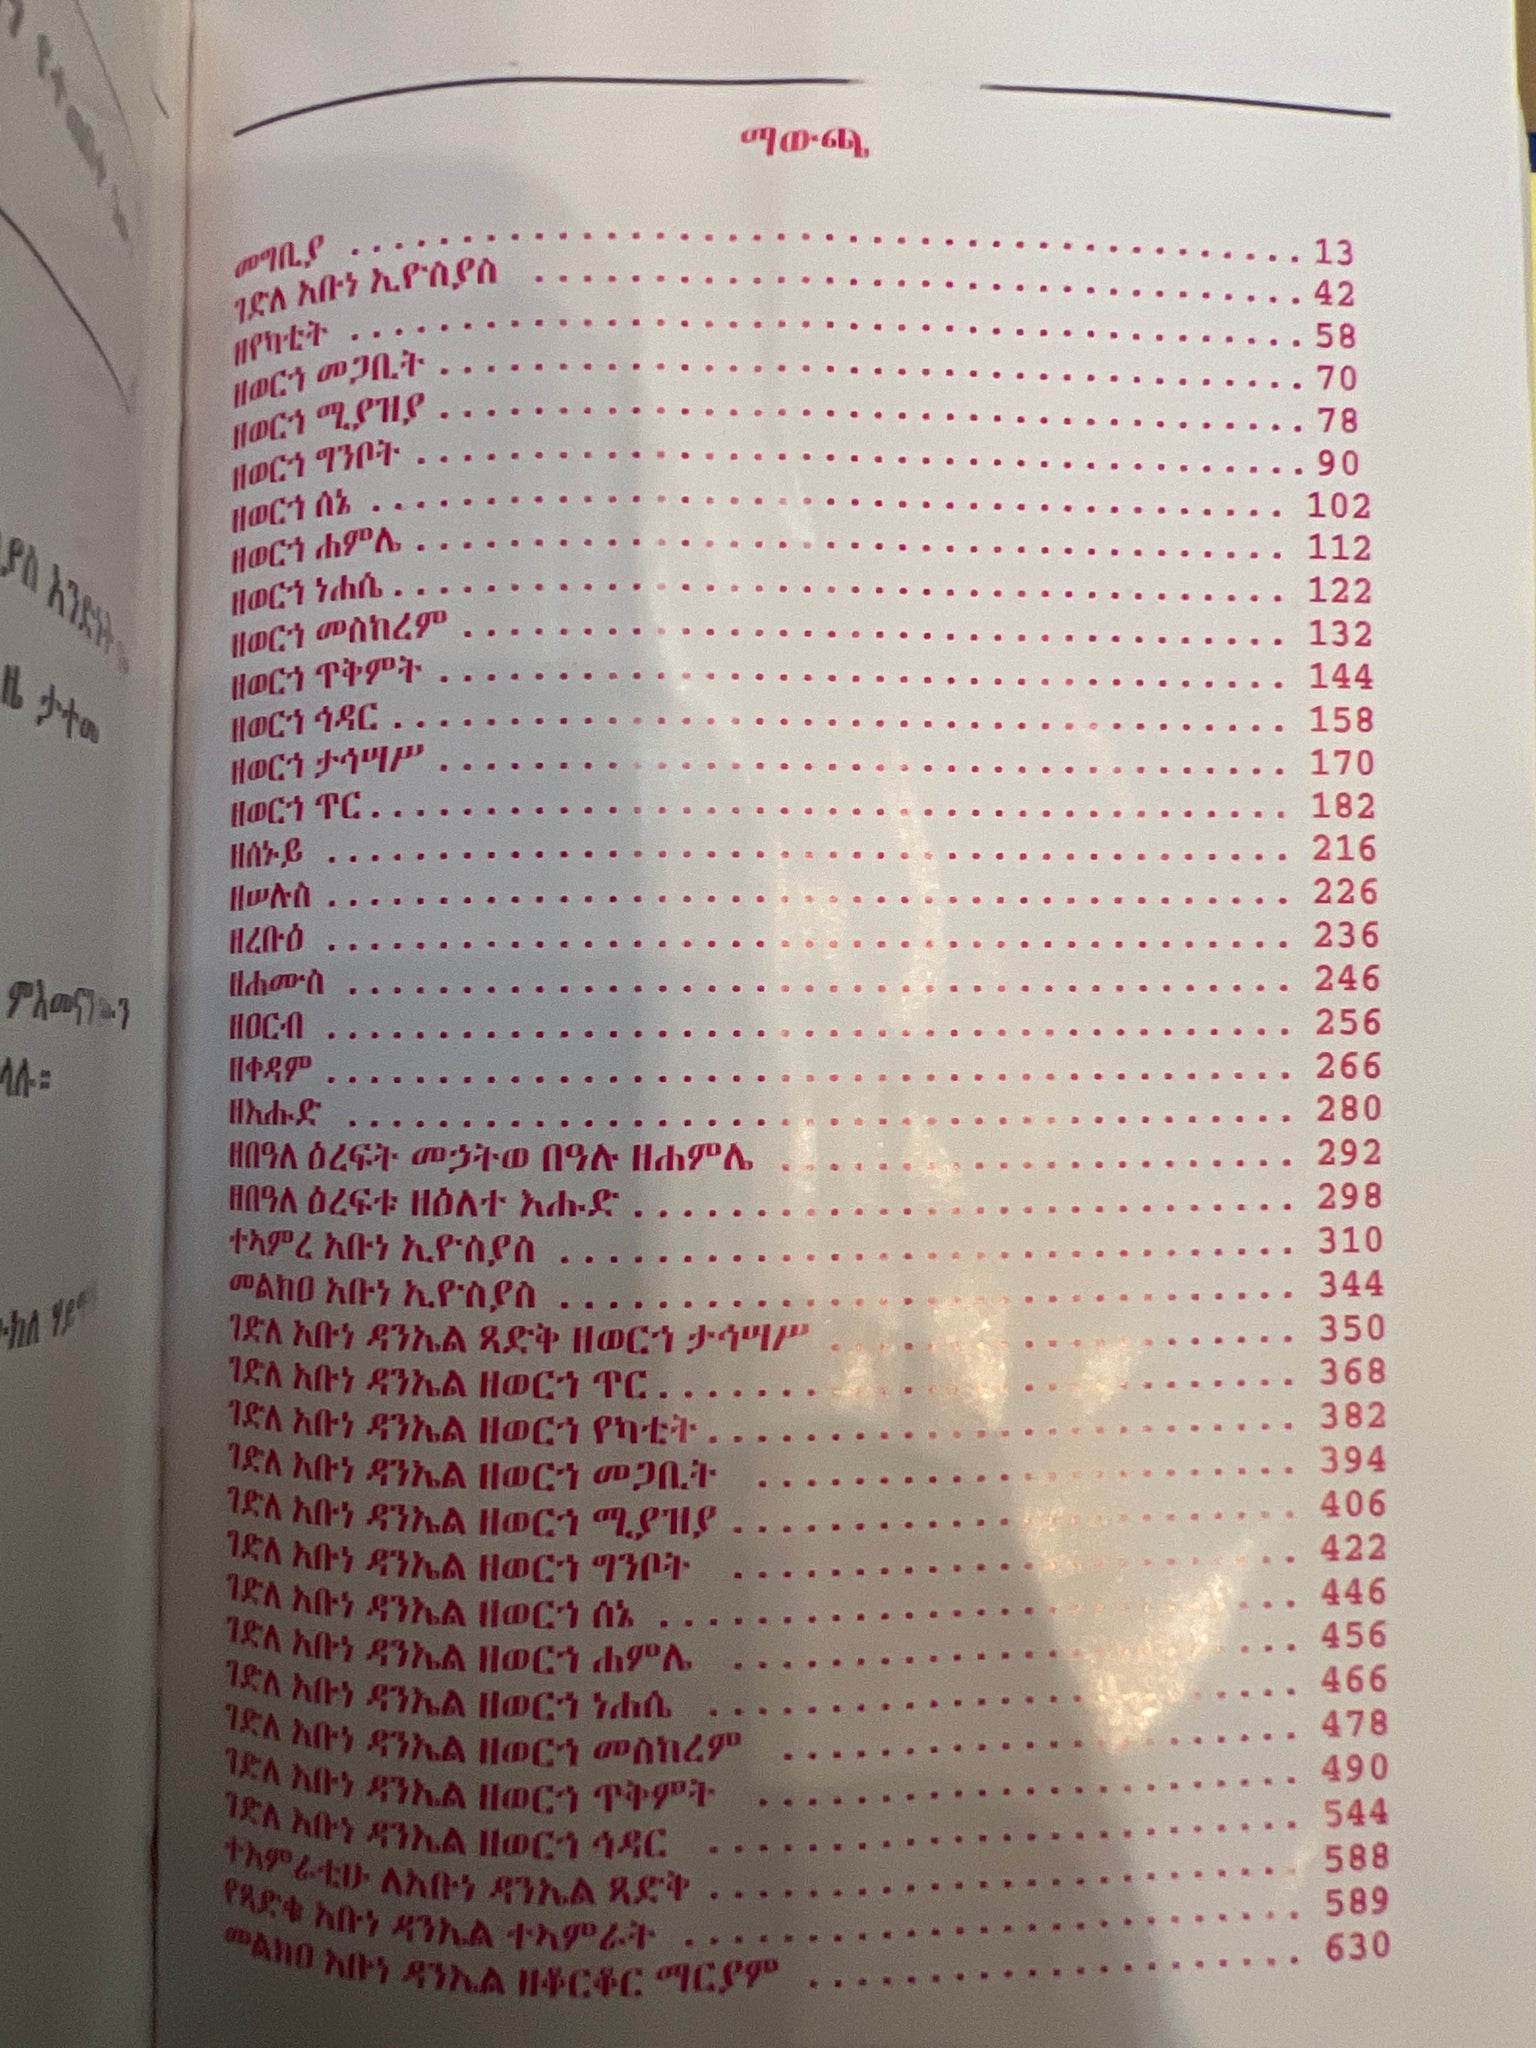 ማውጫ
መግቢያ . . . . . . . . . . 13
ገድለ አቡነ ኢዮስያስ . . . . . . . . . . 42
ዘየካቲት . . . . . . . . . . 58
ዘወርኀ መጋቢት . . . . . . . . . . 70
ዘወርኀ ሚያዝያ . . . . . . . . . . 78
ዘወርኀ ግንቦት . . . . . . . . . . 90
ዘወርኀ ሰኔ . . . . . . . . . . 102
ዘወርኀ ሐምሌ . . . . . . . . . . 112
ዘወርኀ ነሐሴ . . . . . . . . . . 122
ዘወርኀ መስከረም . . . . . . . . . . 132
ዘወርኀ ጥቅምት . . . . . . . . . . 144
ዘወርኀ ኅዳር . . . . . . . . . . 158
ዘወርኀ ታኅሣሥ . . . . . . . . . . 170
ዘወርኀ ጥር . . . . . . . . . . 182
ዘሰኑይ . . . . . . . . . . 216
ዘሠሉስ . . . . . . . . . . 226
ዘረቡዕ . . . . . . . . . . 236
ዘሐሙስ . . . . . . . . . . 246
ዘዐርብ . . . . . . . . . . 256
ዘቀዳም . . . . . . . . . . 266
ዘእሑድ . . . . . . . . . . 280
ዘበዓለ ዕረፍት መኃትወ በዓሉ ዘሐምሌ . . . . . . . . . . 292
ዘበዓለ ዕረፍቱ ዘዕለተ እሑድ . . . . . . . . . . 298
ተኣምረ አቡነ ኢዮስያስ . . . . . . . . . . 310
መልክዐ አቡነ ኢዮስያስ . . . . . . . . . . 344
ገድለ አቡነ ዳንኤል ጻድቅ ዘወርኀ ታኅሣሥ . . . . . . . . . . 350
ገድለ አቡነ ዳንኤል ዘወርኀ ጥር . . . . . . . . . . 368
ገድለ አቡነ ዳንኤል ዘወርኀ የካቲት . . . . . . . . . . 382
ገድለ አቡነ ዳንኤል ዘወርኀ መጋቢት . . . . . . . . . . 394
ገድለ አቡነ ዳንኤል ዘወርኀ ሚያዝያ . . . . . . . . . . 406
ገድለ አቡነ ዳንኤል ዘወርኀ ግንቦት . . . . . . . . . . 422
ገድለ አቡነ ዳንኤል ዘወርኀ ሰኔ . . . . . . . . . . 446
ገድለ አቡነ ዳንኤል ዘወርኀ ሐምሌ . . . . . . . . . . 456
ገድለ አቡነ ዳንኤል ዘወርኀ ነሐሴ . . . . . . . . . . 466
ገድለ አቡነ ዳንኤል ዘወርኀ መስከረም . . . . . . . . . . 478
ገድለ አቡነ ዳንኤል ዘወርኀ ጥቅምት . . . . . . . . . . 490
ገድለ አቡነ ዳንኤል ዘወርኀ ኅዳር . . . . . . . . . . 544
ተአምራቲሁ ለአቡነ ዳንኤል ጻድቅ . . . . . . . . . . 588
የጻድቁ አቡነ ዳንኤል ተኣምራት . . . . . . . . . . 589
መልክዐ አቡነ ዳንኤል ዘቆርቆር ማርያም . . . . . . . . . . 630